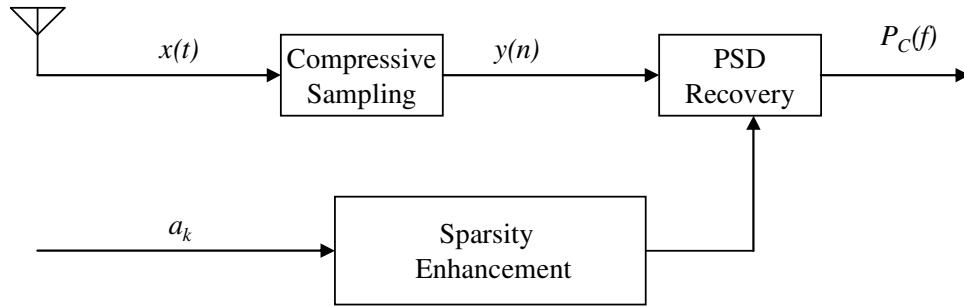 x(t)
Compressive
Sampling
y(n)
PSD
Recovery
P_C(f)
a_k
Sparsity
Enhancement